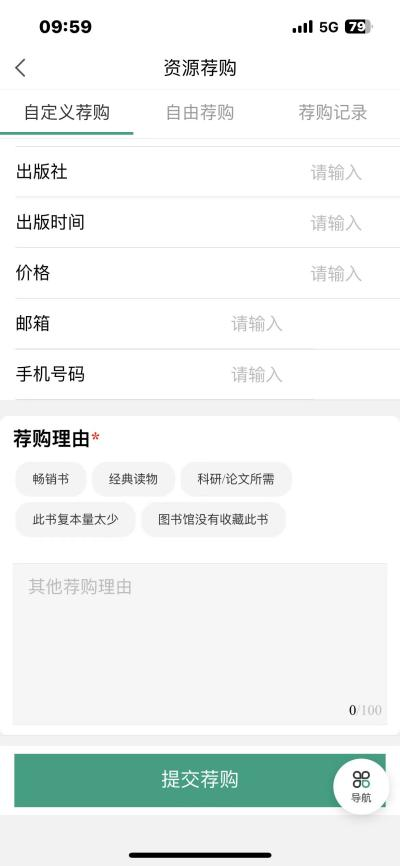 09:59 5G 79
资源荐购
自定义荐购 自由荐购 荐购记录
出版社 请输入
出版时间 请输入
价格 请输入
邮箱 请输入
手机号码 请输入
荐购理由*
畅销书 经典读物 科研/论文所需
此书复本量太少 图书馆没有收藏此书
其他荐购理由
0/100
提交荐购
导航